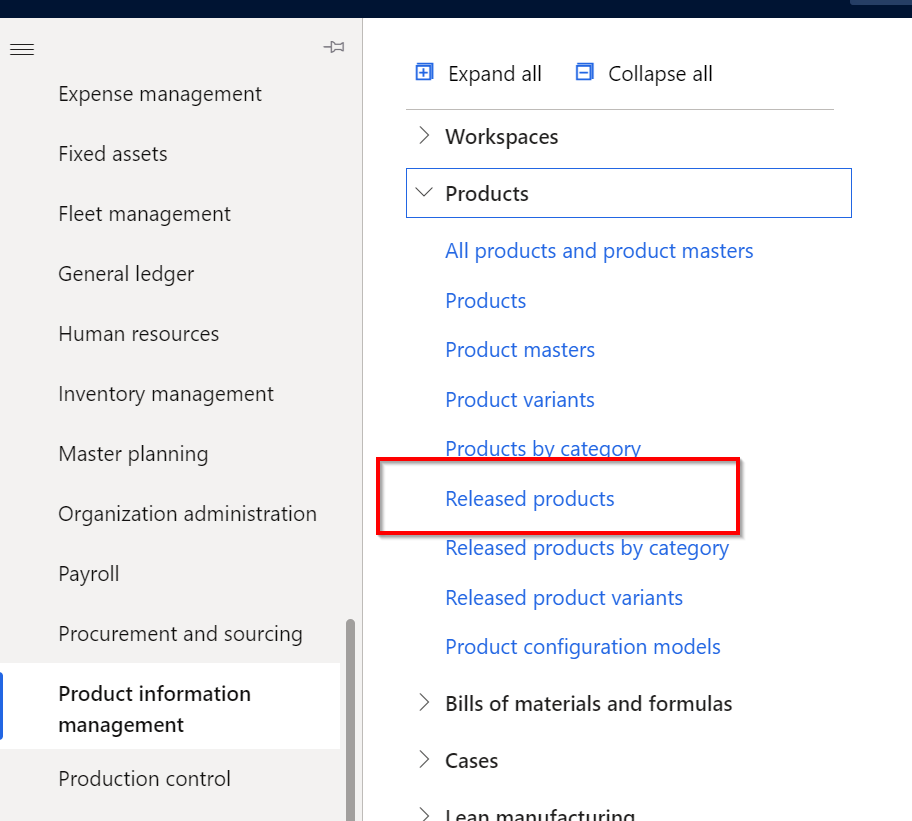 Expense management
Fixed assets
Fleet management
General ledger
Human resources
Inventory management
Master planning
Organization administration
Payroll
Procurement and sourcing
Product information
management
Production control
Expand all
Collapse all
Workspaces
Products
All products and product masters
Products
Product masters
Product variants
Products by category
Released products
Released products by category
Released product variants
Product configuration models
Bills of materials and formulas
Cases
Lean manufacturing